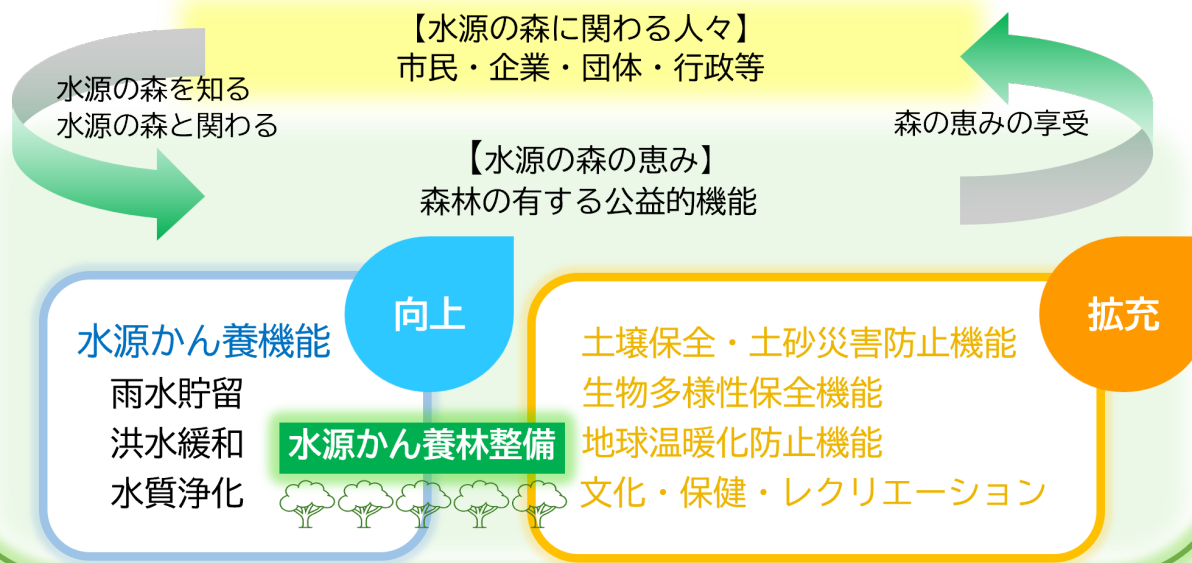 【水源の森に関わる人々】
市民・企業・団体・行政等
水源の森を知る
水源の森と関わる
森の恵みの享受
【水源の森の恵み】
森林の有する公益的機能
向上
水源かん養機能
雨水貯留
洪水緩和
水質浄化
水源かん養林整備
拡充
土壌保全・土砂災害防止機能
生物多様性保全機能
地球温暖化防止機能
文化・保健・レクリエーション